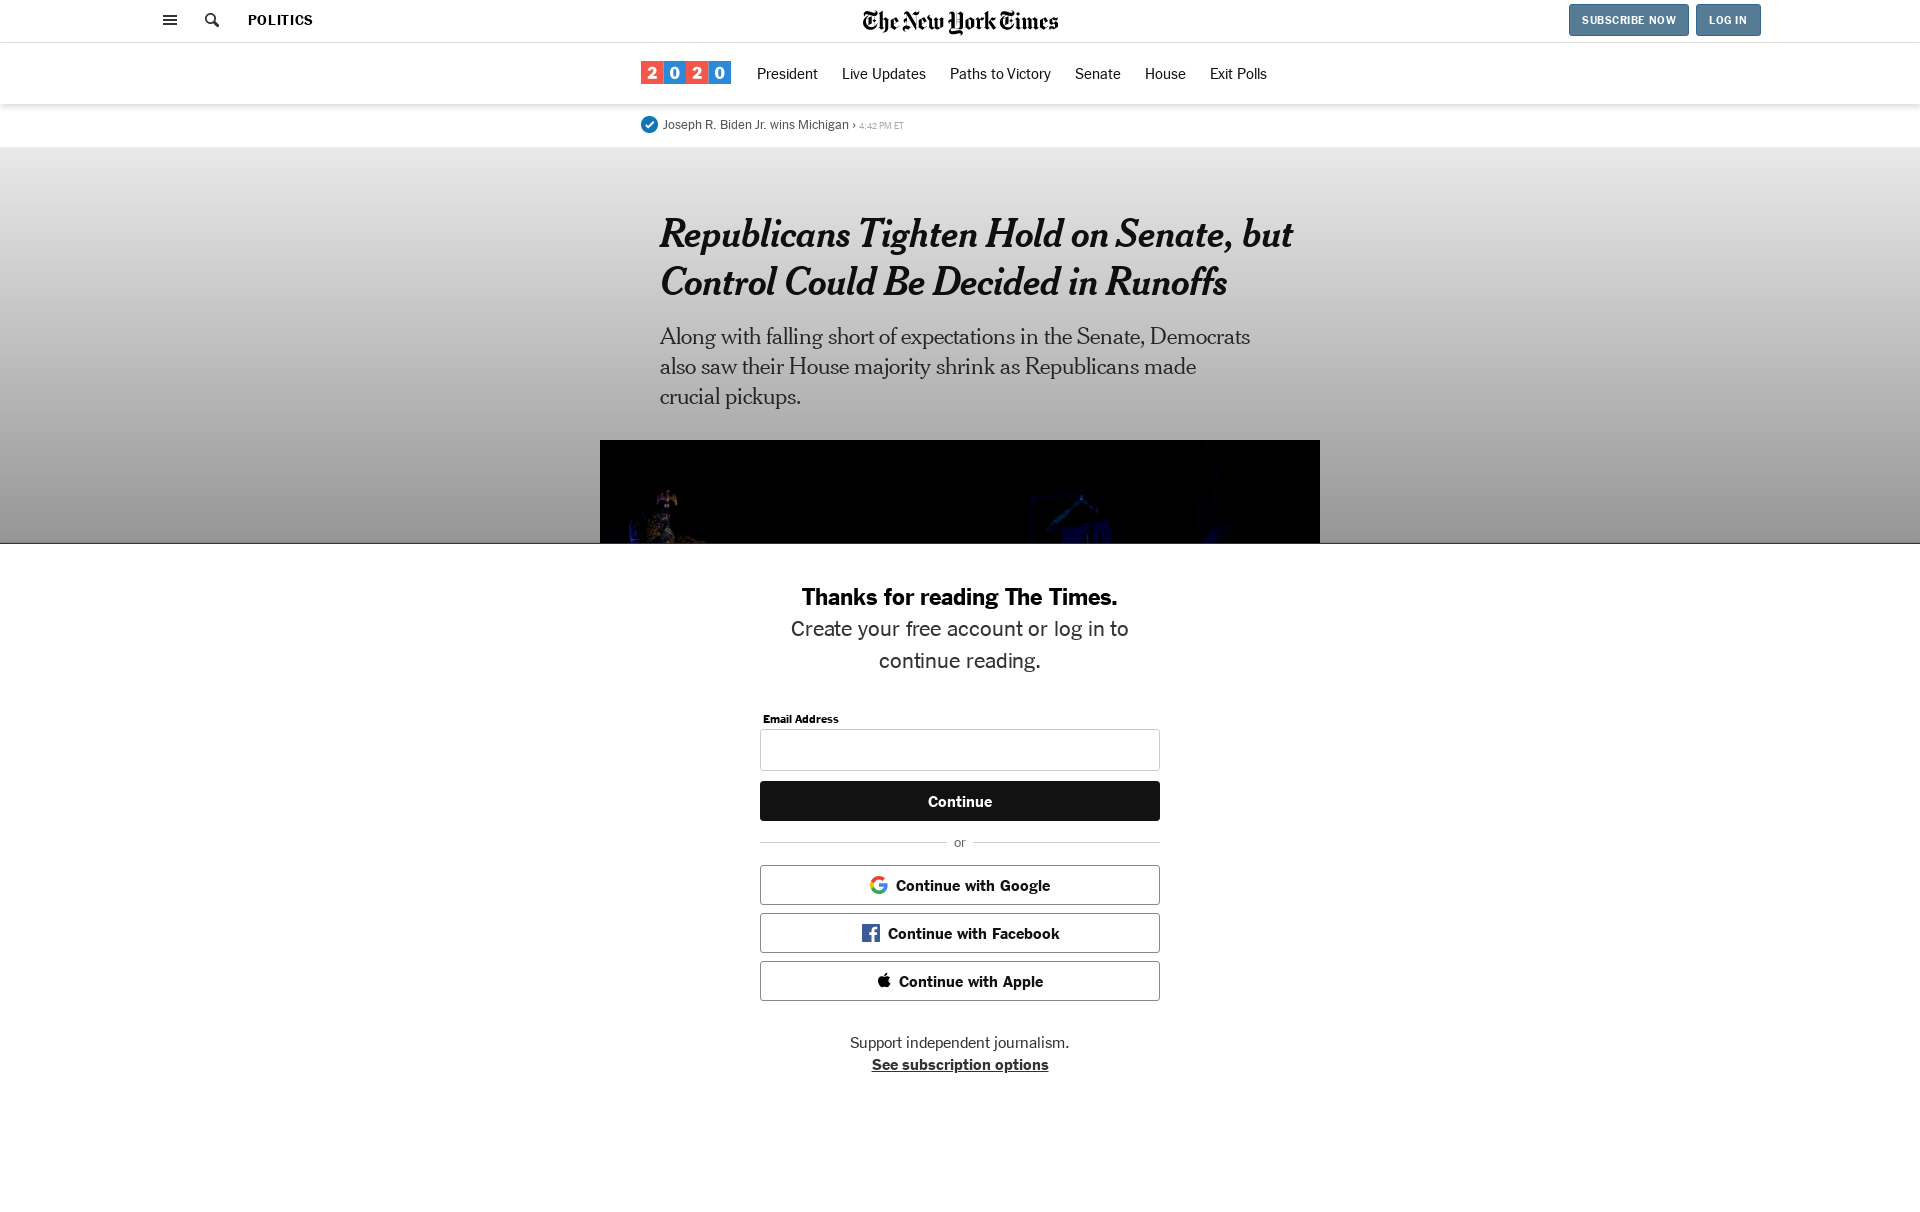 POLITICS
The New York Times
SUBSCRIBE NOW
LOG IN
2020
President
Live Updates
Paths to Victory
Senate
House
Exit Polls
Joseph R. Biden Jr. wins Michigan › 4:42 PM ET
Republicans Tighten Hold on Senate, but
Control Could Be Decided in Runoffs
Along with falling short of expectations in the Senate, Democrats
also saw their House majority shrink as Republicans made
crucial pickups.
Thanks for reading The Times.
Create your free account or log in to
continue reading.
Email Address
Continue
or
Continue with Google
Continue with Facebook
Continue with Apple
Support independent journalism.
See subscription options